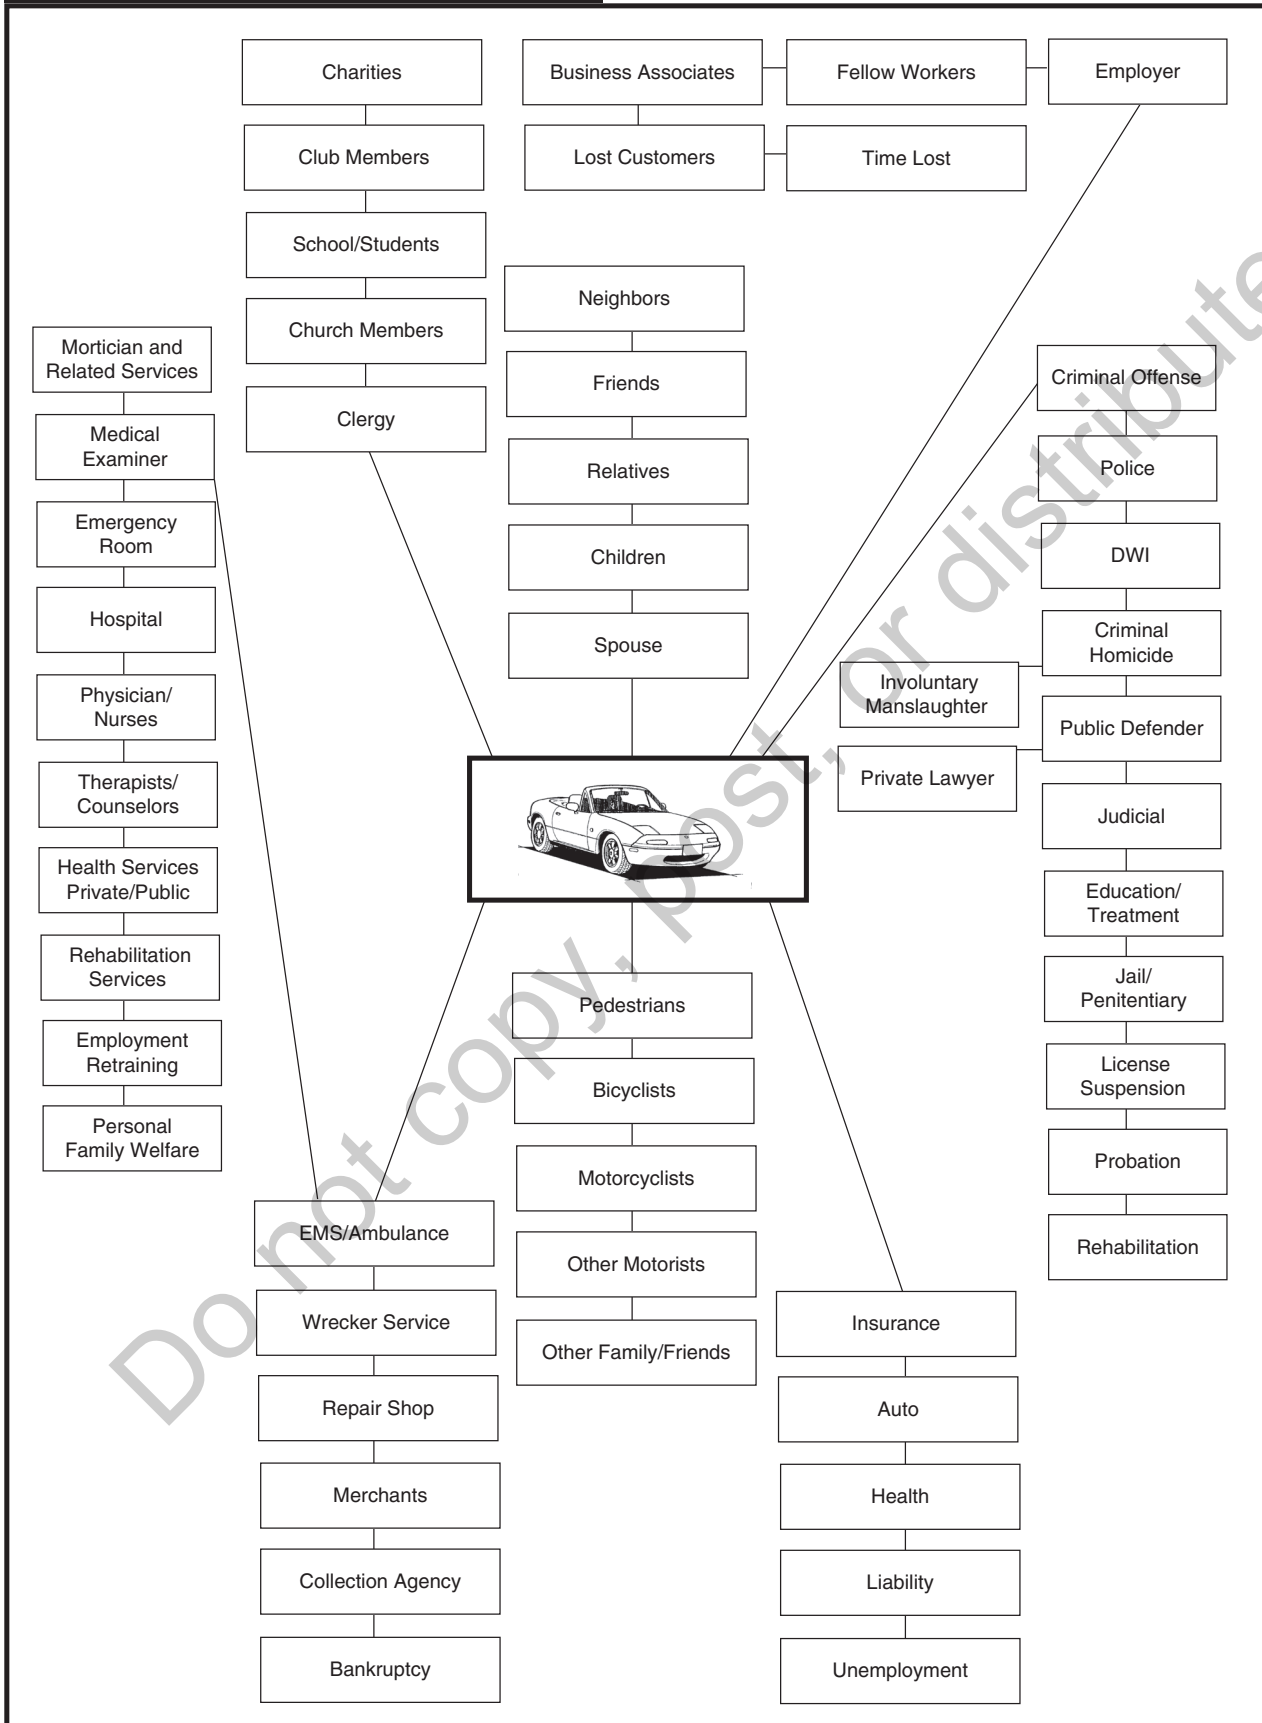 Charities
Business Associates
Fellow Workers
Employer
Club Members
Lost Customers
Time Lost
School/Students
Neighbors
Church Members
Mortician and
Related Services
Friends
Criminal Offense
Clergy
Medical
Examiner
Relatives
Police
Emergency
Room
Children
DWI
Hospital
Spouse
Criminal
Homicide
Involuntary
Manslaughter
Physician/
Nurses
Public Defender
Private Lawyer
Therapists/
Counselors
Judicial
Health Services
Private/Public
Education/
Treatment
Rehabilitation
Services
Jail/
Penitentiary
Pedestrians
Employment
Retraining
License
Suspension
Bicyclists
Personal
Family Welfare
Probation
Motorcyclists
EMS/Ambulance
Rehabilitation
Other Motorists
Wrecker Service
Insurance
Other Family/Friends
Repair Shop
Auto
Merchants
Health
Collection Agency
Liability
Bankruptcy
Unemployment
Do not copy, post, or distribute